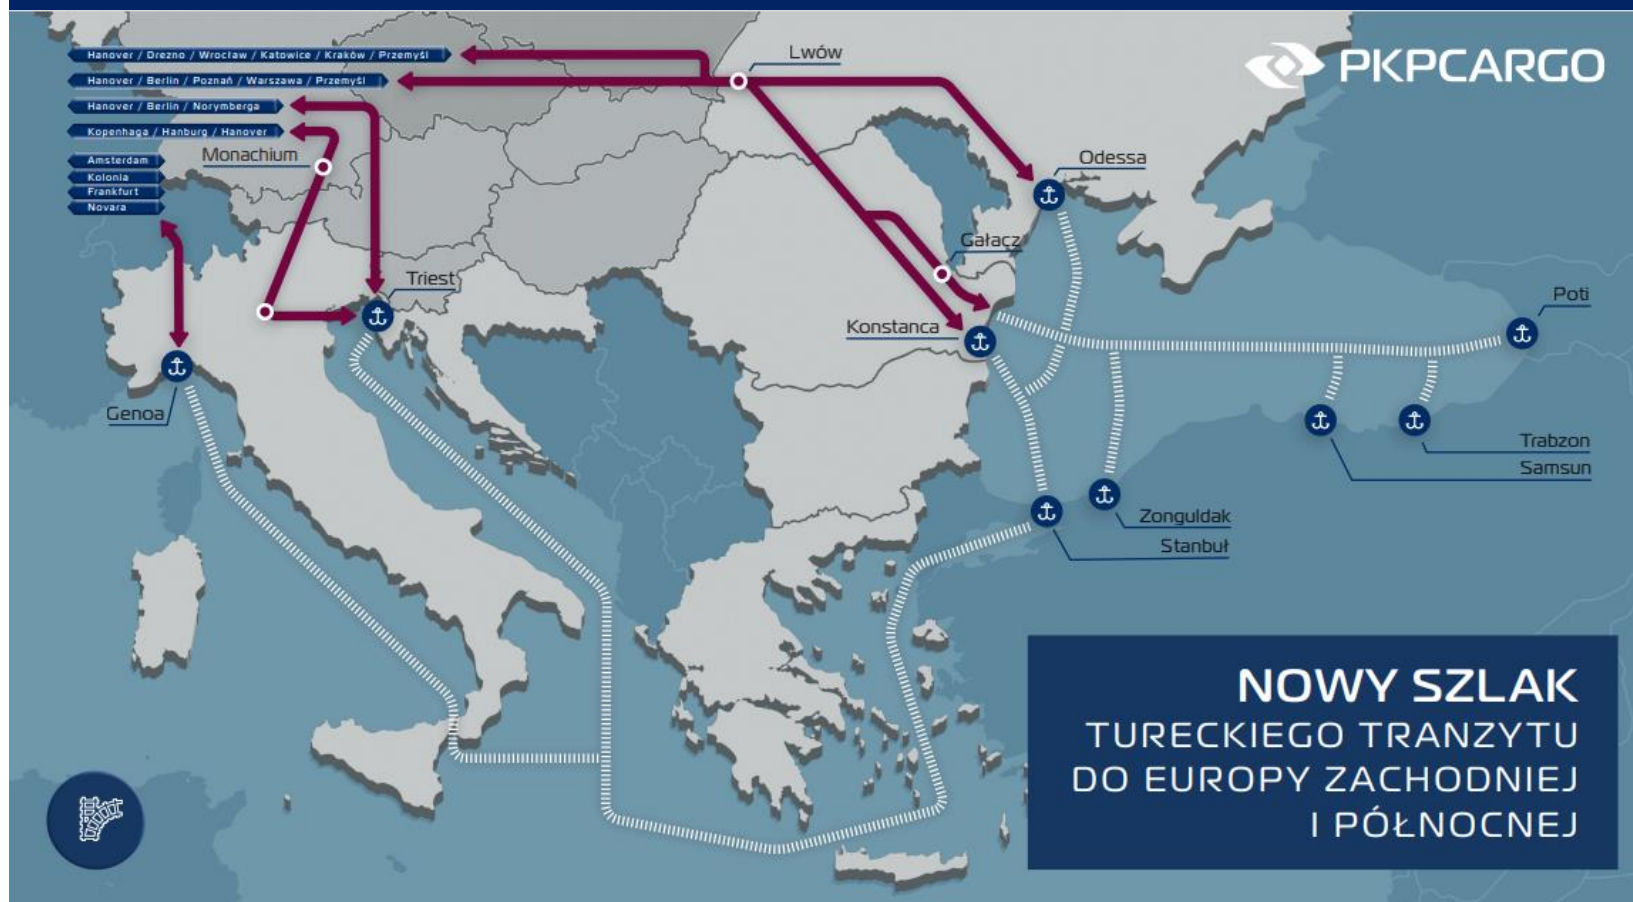 Hanover / Drezno / Wrocław / Katowice / Kraków / Przemyśl
Hanover / Berlin / Poznań / Warszawa / Przemyśl
Hanover / Berlin / Norymberga
Kopenhaga / Hanburg / Hanover
Amsterdam
Kolonia
Frankfurt
Novara
Monachium
Lwów
PKPCARGO
Odessa
Gałacz
Triest
Konstanca
Poti
Genoa
Trabzon
Samsun
Zonguldak
Stanbuł
NOWY SZLAK
TURECKIEGO TRANZYTU
DO EUROPY ZACHODNIEJ
I PÓŁNOCNEJ